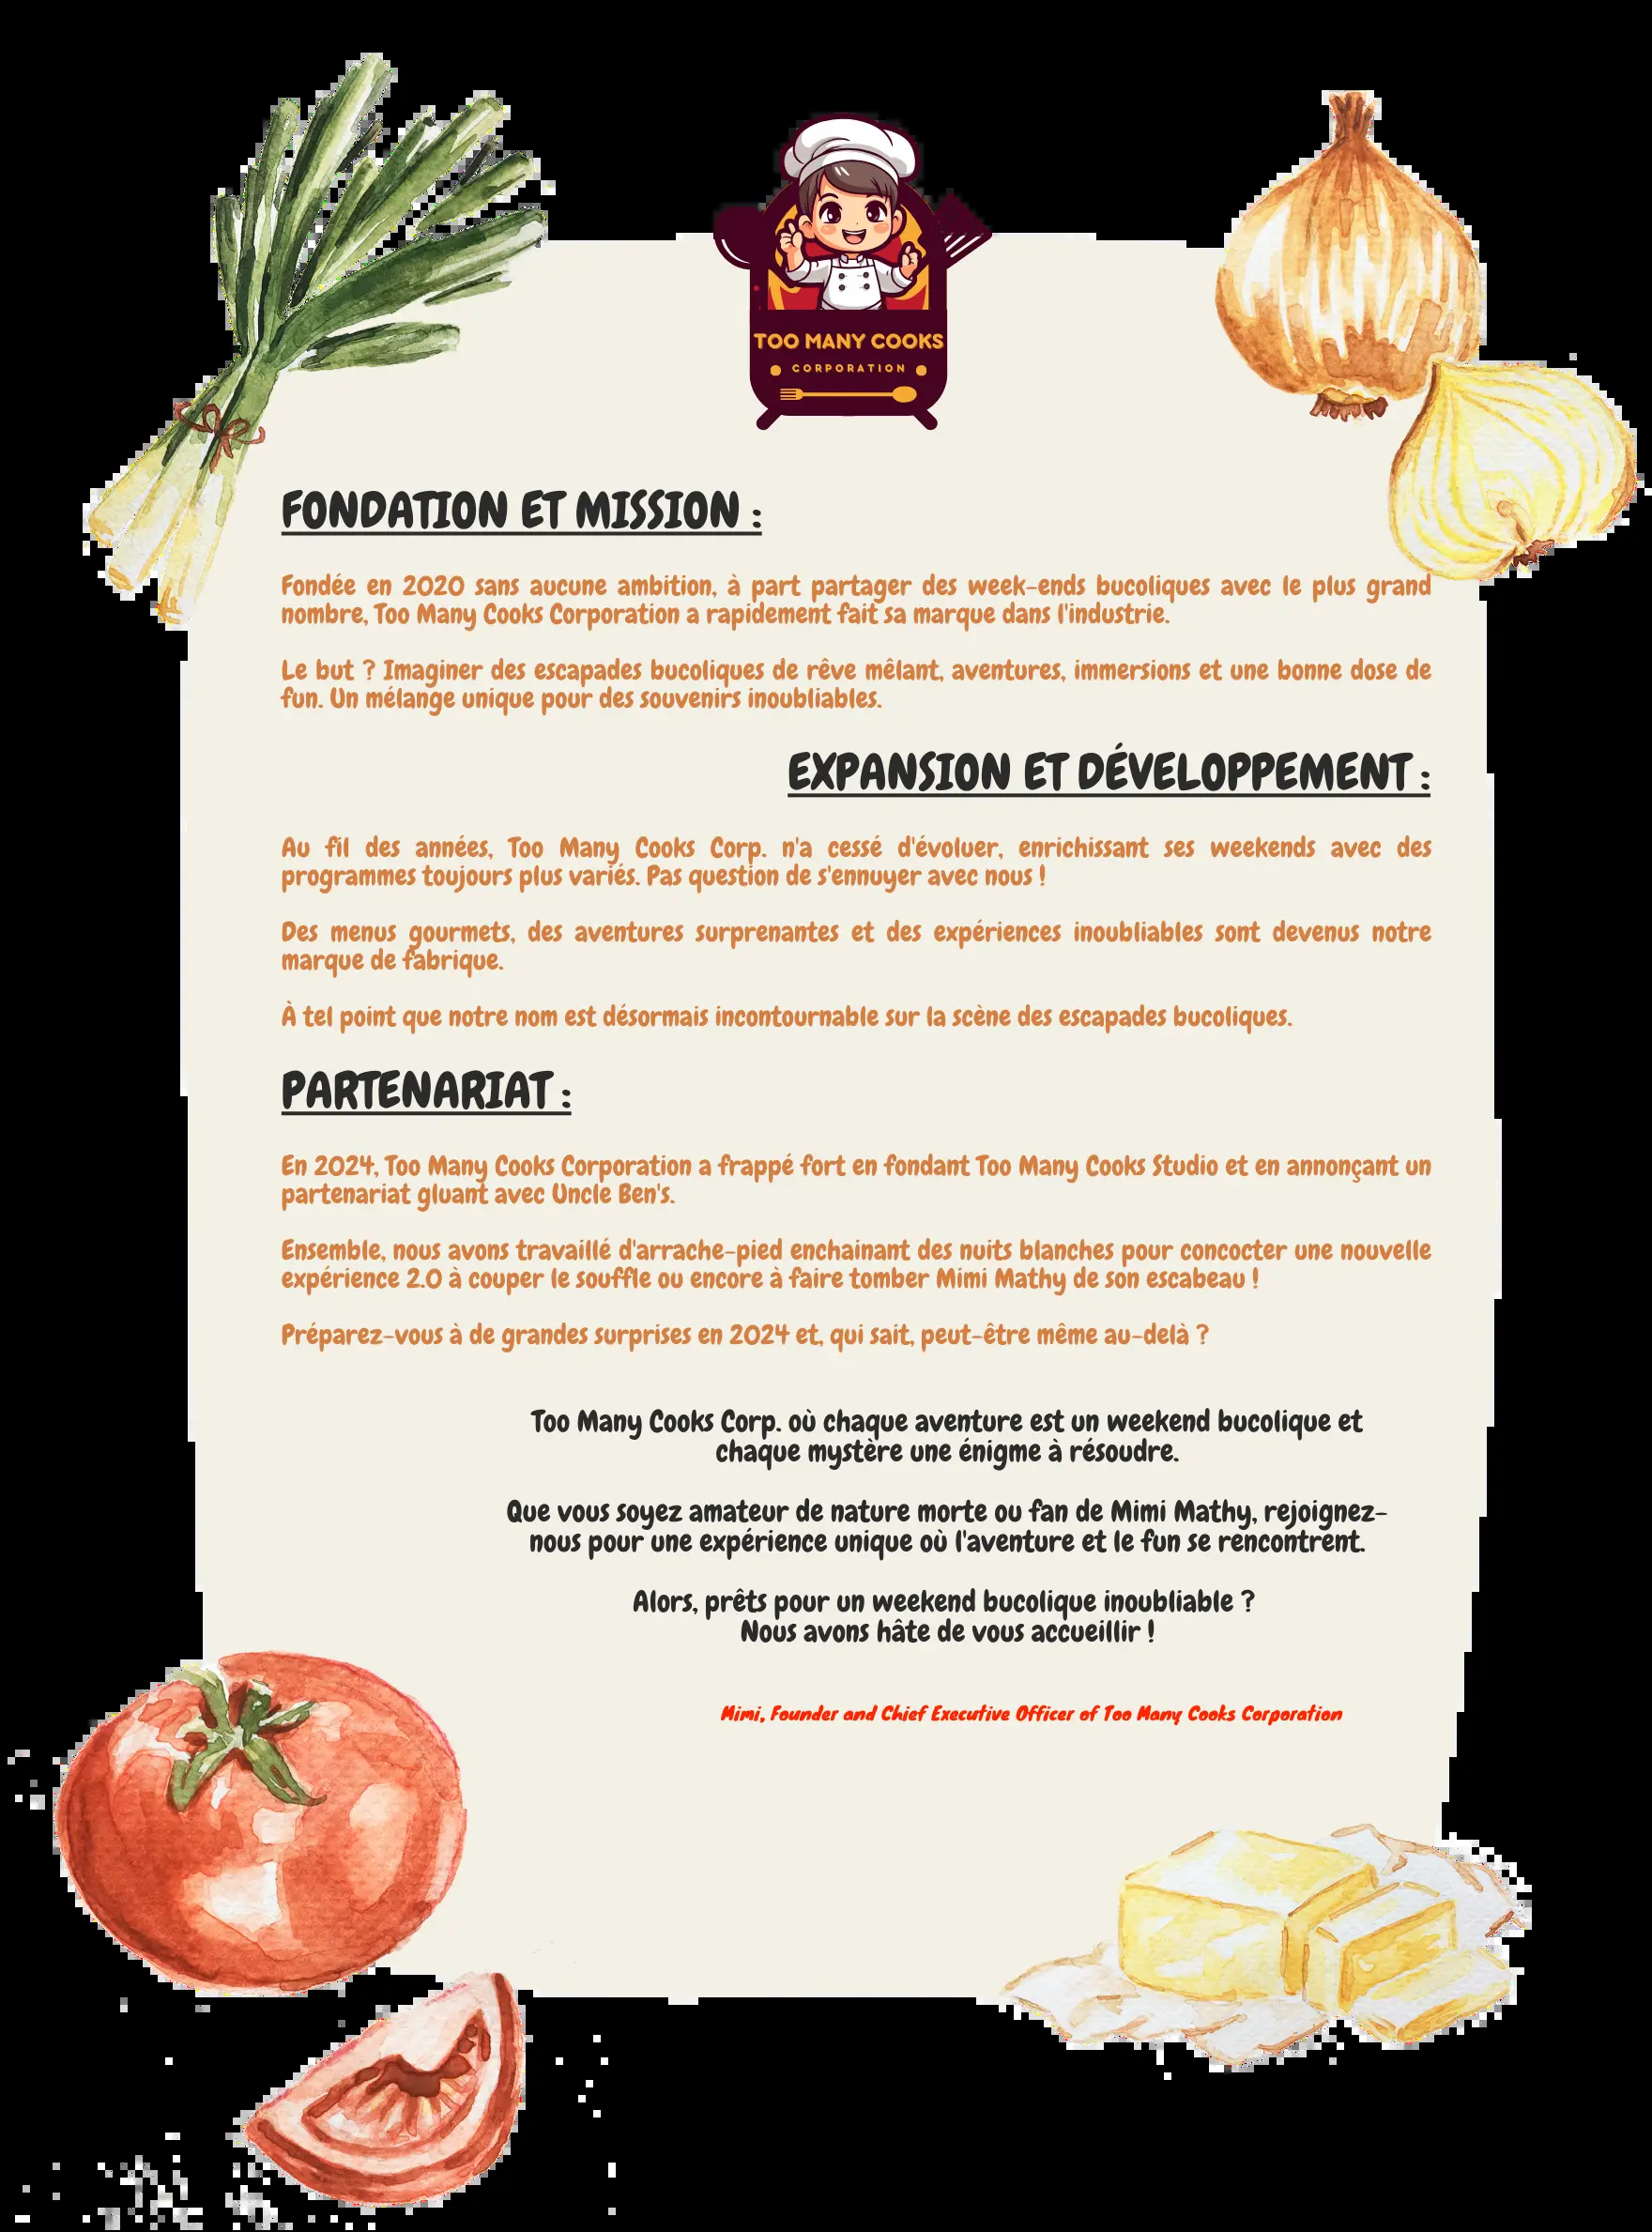 TOO MANY COOKS
CORPORATION
FONDATION ET MISSION :
Fondée en 2020 sans aucune ambition, à part partager des week-ends bucoliques avec le plus grand
nombre, Too Many Cooks Corporation a rapidement fait sa marque dans l'industrie.
Le but ? Imaginer des escapades bucoliques de rêve mêlant, aventures, immersions et une bonne dose de
fun. Un mélange unique pour des souvenirs inoubliables.
EXPANSION ET DÉVELOPPEMENT :
Au fil des années, Too Many Cooks Corp. n'a cessé d'évoluer, enrichissant ses weekends avec des
programmes toujours plus variés. Pas question de s'ennuyer avec nous !
Des menus gourmets, des aventures surprenantes et des expériences inoubliables sont devenus notre
marque de fabrique.
À tel point que notre nom est désormais incontournable sur la scène des escapades bucoliques.
PARTENARIAT :
En 2024, Too Many Cooks Corporation a frappé fort en fondant Too Many Cooks Studio et en annonçant un
partenariat gluant avec Uncle Ben's.
Ensemble, nous avons travaillé d'arrache-pied enchainant des nuits blanches pour concocter une nouvelle
expérience 2.0 à couper le souffle ou encore à faire tomber Mimi Mathy de son escabeau !
Préparez-vous à de grandes surprises en 2024 et, qui sait, peut-être même au-delà ?
Too Many Cooks Corp. où chaque aventure est un weekend bucolique et
chaque mystère une énigme à résoudre.
Que vous soyez amateur de nature morte ou fan de Mimi Mathy, rejoignez-
nous pour une expérience unique où l'aventure et le fun se rencontrent.
Alors, prêts pour un weekend bucolique inoubliable ?
Nous avons hâte de vous accueillir !
Mimi, Founder and Chief Executive Officer of Too Many Cooks Corporation